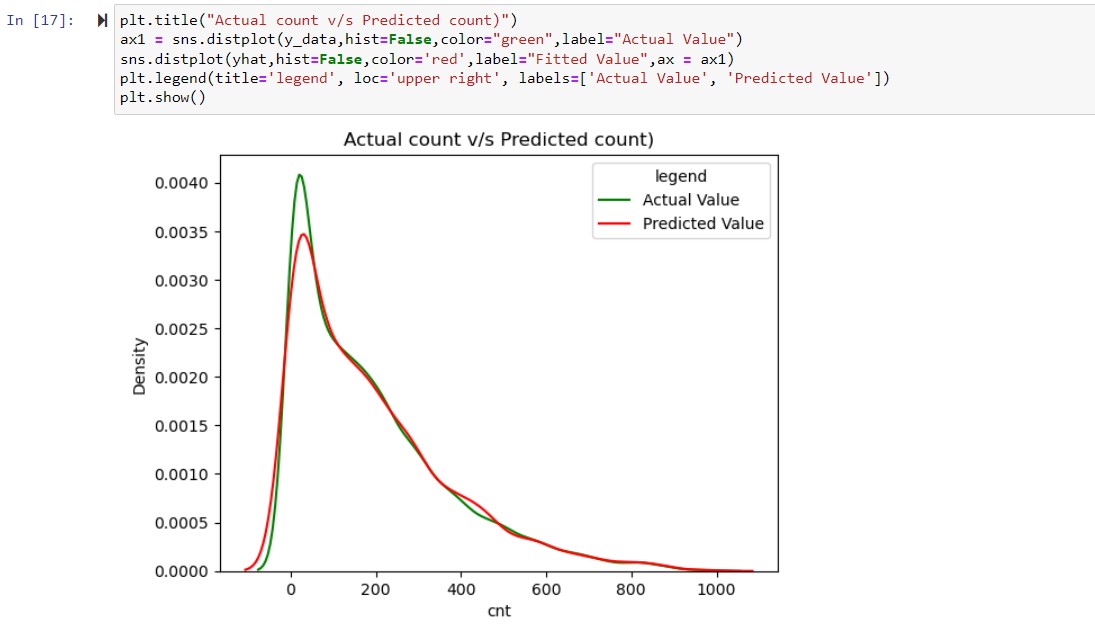 In [17]:
plt.title("Actual count v/s Predicted count)")
ax1 = sns.distplot(y_data,hist=False,color="green",label="Actual Value")
sns.distplot(yhat,hist=False,color='red',label="Fitted Value",ax = ax1)
plt.legend(title='legend', loc='upper right', labels=['Actual Value', 'Predicted Value'])
plt.show()
Actual count v/s Predicted count)
legend
Actual Value
Predicted Value
Density
0.0040
0.0035
0.0030
0.0025
0.0020
0.0015
0.0010
0.0005
0.0000
0 200 400 600 800 1000
cnt